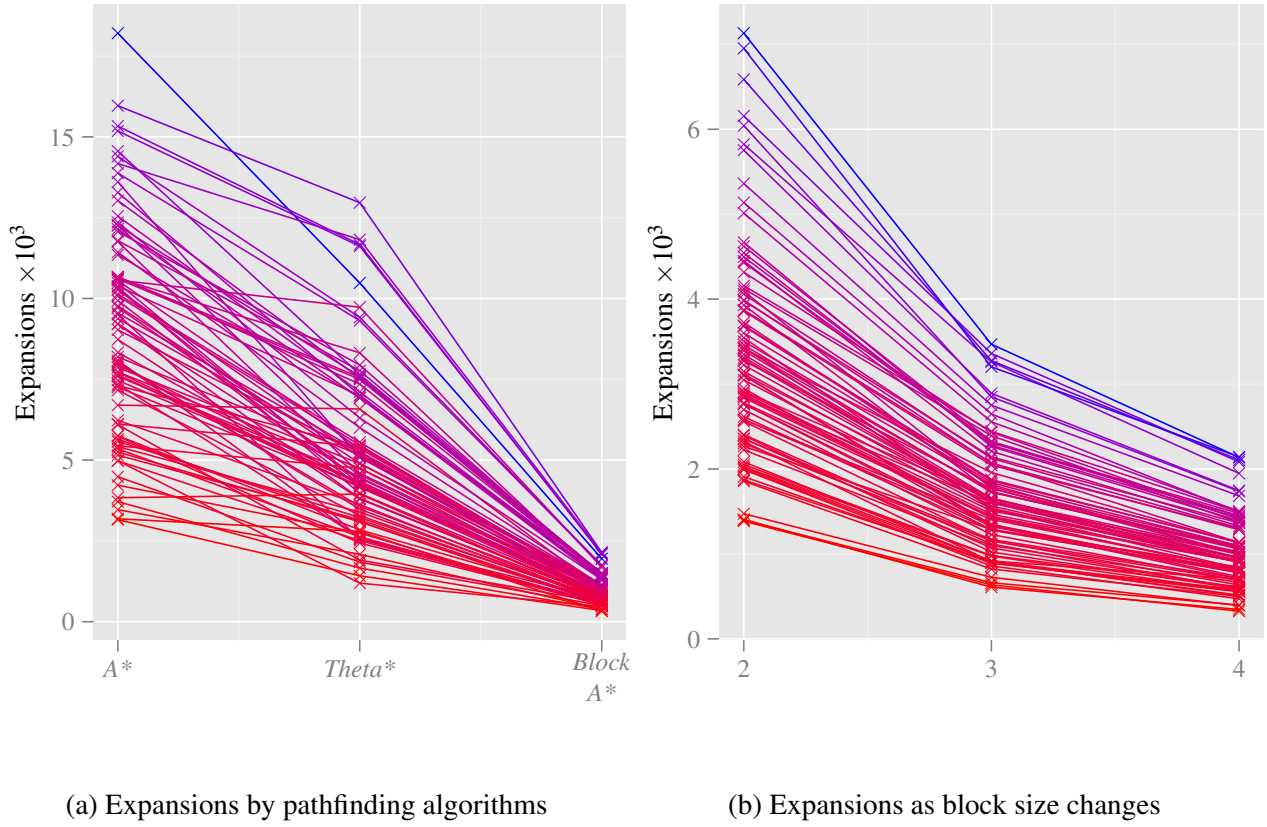 Expansions ×10³
15
10
5
0
A*
Theta*
Block
A*
(a) Expansions by pathfinding algorithms
Expansions ×10³
6
4
2
0
2
3
4
(b) Expansions as block size changes